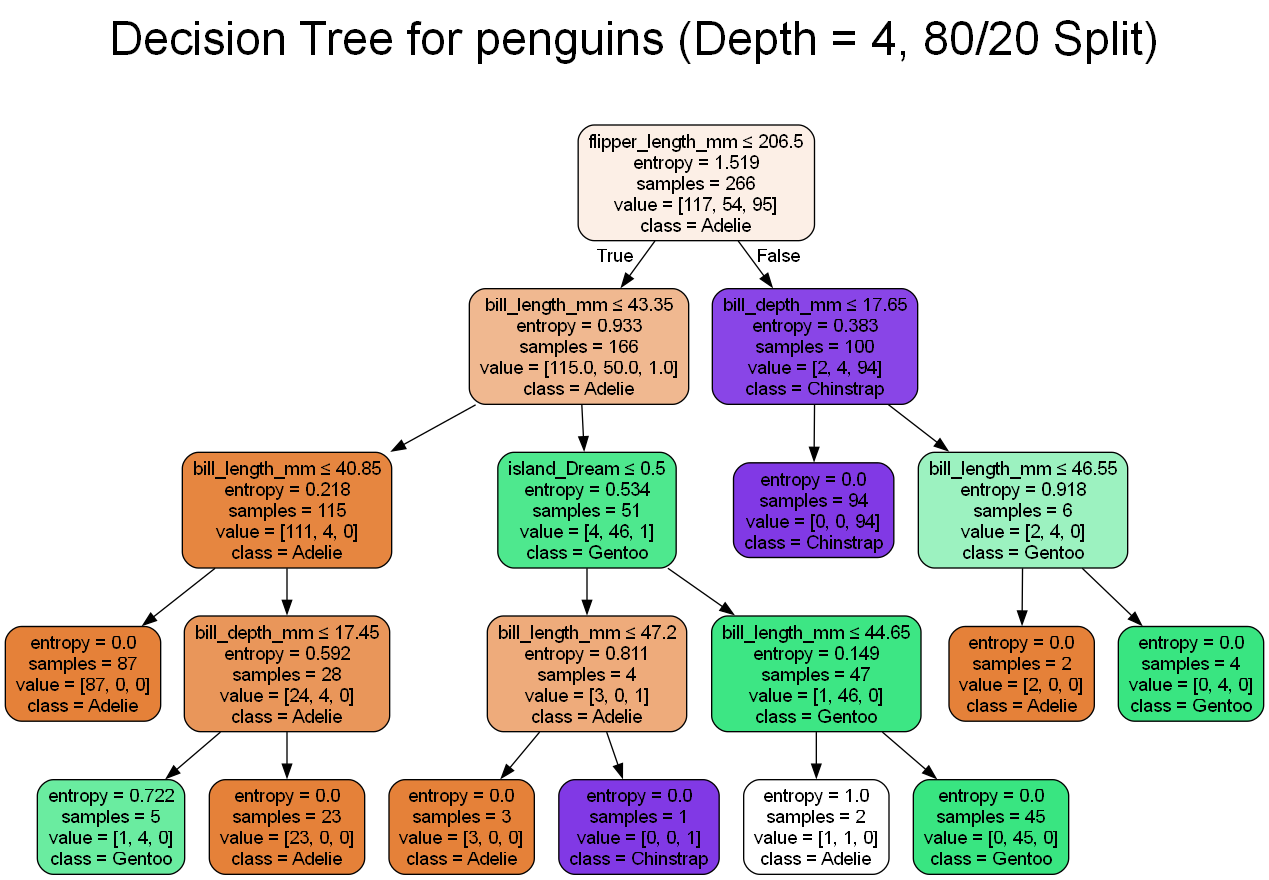 Decision Tree for penguins (Depth = 4, 80/20 Split)
flipper_length_mm ≤ 206.5
entropy = 1.519
samples = 266
value = [117, 54, 95]
class = Adelie
True
False
bill_length_mm ≤ 43.35
entropy = 0.933
samples = 166
value = [115.0, 50.0, 1.0]
class = Adelie
bill_depth_mm ≤ 17.65
entropy = 0.383
samples = 100
value = [2, 4, 94]
class = Chinstrap
bill_length_mm ≤ 40.85
entropy = 0.218
samples = 115
value = [111, 4, 0]
class = Adelie
island_Dream ≤ 0.5
entropy = 0.534
samples = 51
value = [4, 46, 1]
class = Gentoo
entropy = 0.0
samples = 94
value = [0, 0, 94]
class = Chinstrap
bill_length_mm ≤ 46.55
entropy = 0.918
samples = 6
value = [2, 4, 0]
class = Gentoo
entropy = 0.0
samples = 87
value = [87, 0, 0]
class = Adelie
bill_depth_mm ≤ 17.45
entropy = 0.592
samples = 28
value = [24, 4, 0]
class = Adelie
bill_length_mm ≤ 47.2
entropy = 0.811
samples = 4
value = [3, 0, 1]
class = Adelie
bill_length_mm ≤ 44.65
entropy = 0.149
samples = 47
value = [1, 46, 0]
class = Gentoo
entropy = 0.0
samples = 2
value = [2, 0, 0]
class = Adelie
entropy = 0.0
samples = 4
value = [0, 4, 0]
class = Gentoo
entropy = 0.722
samples = 5
value = [1, 4, 0]
class = Gentoo
entropy = 0.0
samples = 23
value = [23, 0, 0]
class = Adelie
entropy = 0.0
samples = 3
value = [3, 0, 0]
class = Adelie
entropy = 0.0
samples = 1
value = [0, 0, 1]
class = Chinstrap
entropy = 1.0
samples = 2
value = [1, 1, 0]
class = Adelie
entropy = 0.0
samples = 45
value = [0, 45, 0]
class = Gentoo